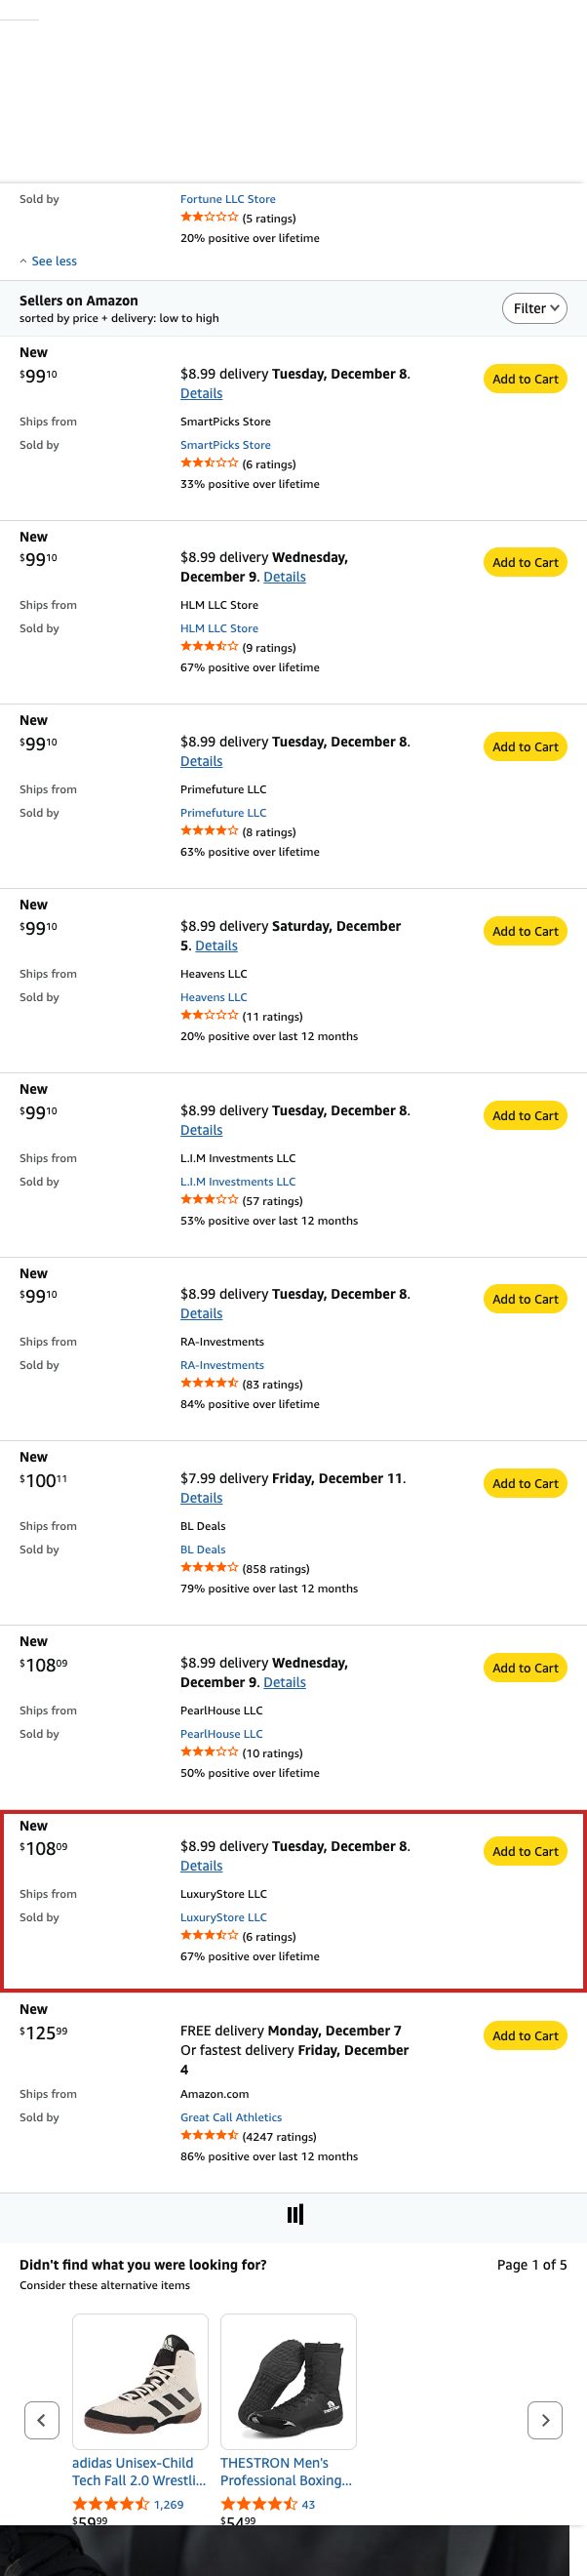 Sold by
Fortune LLC Store
(5 ratings)
20% positive over lifetime
See less
Sellers on Amazon
sorted by price + delivery: low to high
Filter
New
$9910
$8.99 delivery Tuesday, December 8.
Details
Add to Cart
Ships from
SmartPicks Store
Sold by
SmartPicks Store
(6 ratings)
33% positive over lifetime
New
$9910
$8.99 delivery Wednesday,
December 9. Details
Add to Cart
Ships from
HLM LLC Store
Sold by
HLM LLC Store
(9 ratings)
67% positive over lifetime
New
$9910
$8.99 delivery Tuesday, December 8.
Details
Add to Cart
Ships from
Primefuture LLC
Sold by
Primefuture LLC
(8 ratings)
63% positive over lifetime
New
$9910
$8.99 delivery Saturday, December
5. Details
Add to Cart
Ships from
Heavens LLC
Sold by
Heavens LLC
(11 ratings)
20% positive over last 12 months
New
$9910
$8.99 delivery Tuesday, December 8.
Details
Add to Cart
Ships from
L.I.M Investments LLC
Sold by
L.I.M Investments LLC
(57 ratings)
53% positive over last 12 months
New
$9910
$8.99 delivery Tuesday, December 8.
Details
Add to Cart
Ships from
RA-Investments
Sold by
RA-Investments
(83 ratings)
84% positive over lifetime
New
$10011
$7.99 delivery Friday, December 11.
Details
Add to Cart
Ships from
BL Deals
Sold by
BL Deals
(858 ratings)
79% positive over last 12 months
New
$10809
$8.99 delivery Wednesday,
December 9. Details
Add to Cart
Ships from
PearlHouse LLC
Sold by
PearlHouse LLC
(10 ratings)
50% positive over lifetime
New
$10809
$8.99 delivery Tuesday, December 8.
Details
Add to Cart
Ships from
LuxuryStore LLC
Sold by
LuxuryStore LLC
(6 ratings)
67% positive over lifetime
New
$12599
FREE delivery Monday, December 7
Or fastest delivery Friday, December
4
Add to Cart
Ships from
Amazon.com
Sold by
Great Call Athletics
(4247 ratings)
86% positive over last 12 months
Didn't find what you were looking for?
Page 1 of 5
Consider these alternative items
adidas Unisex-Child
Tech Fall 2.0 Wrestli...
1,269
$5999
THESTRON Men's
Professional Boxing...
43
$5499